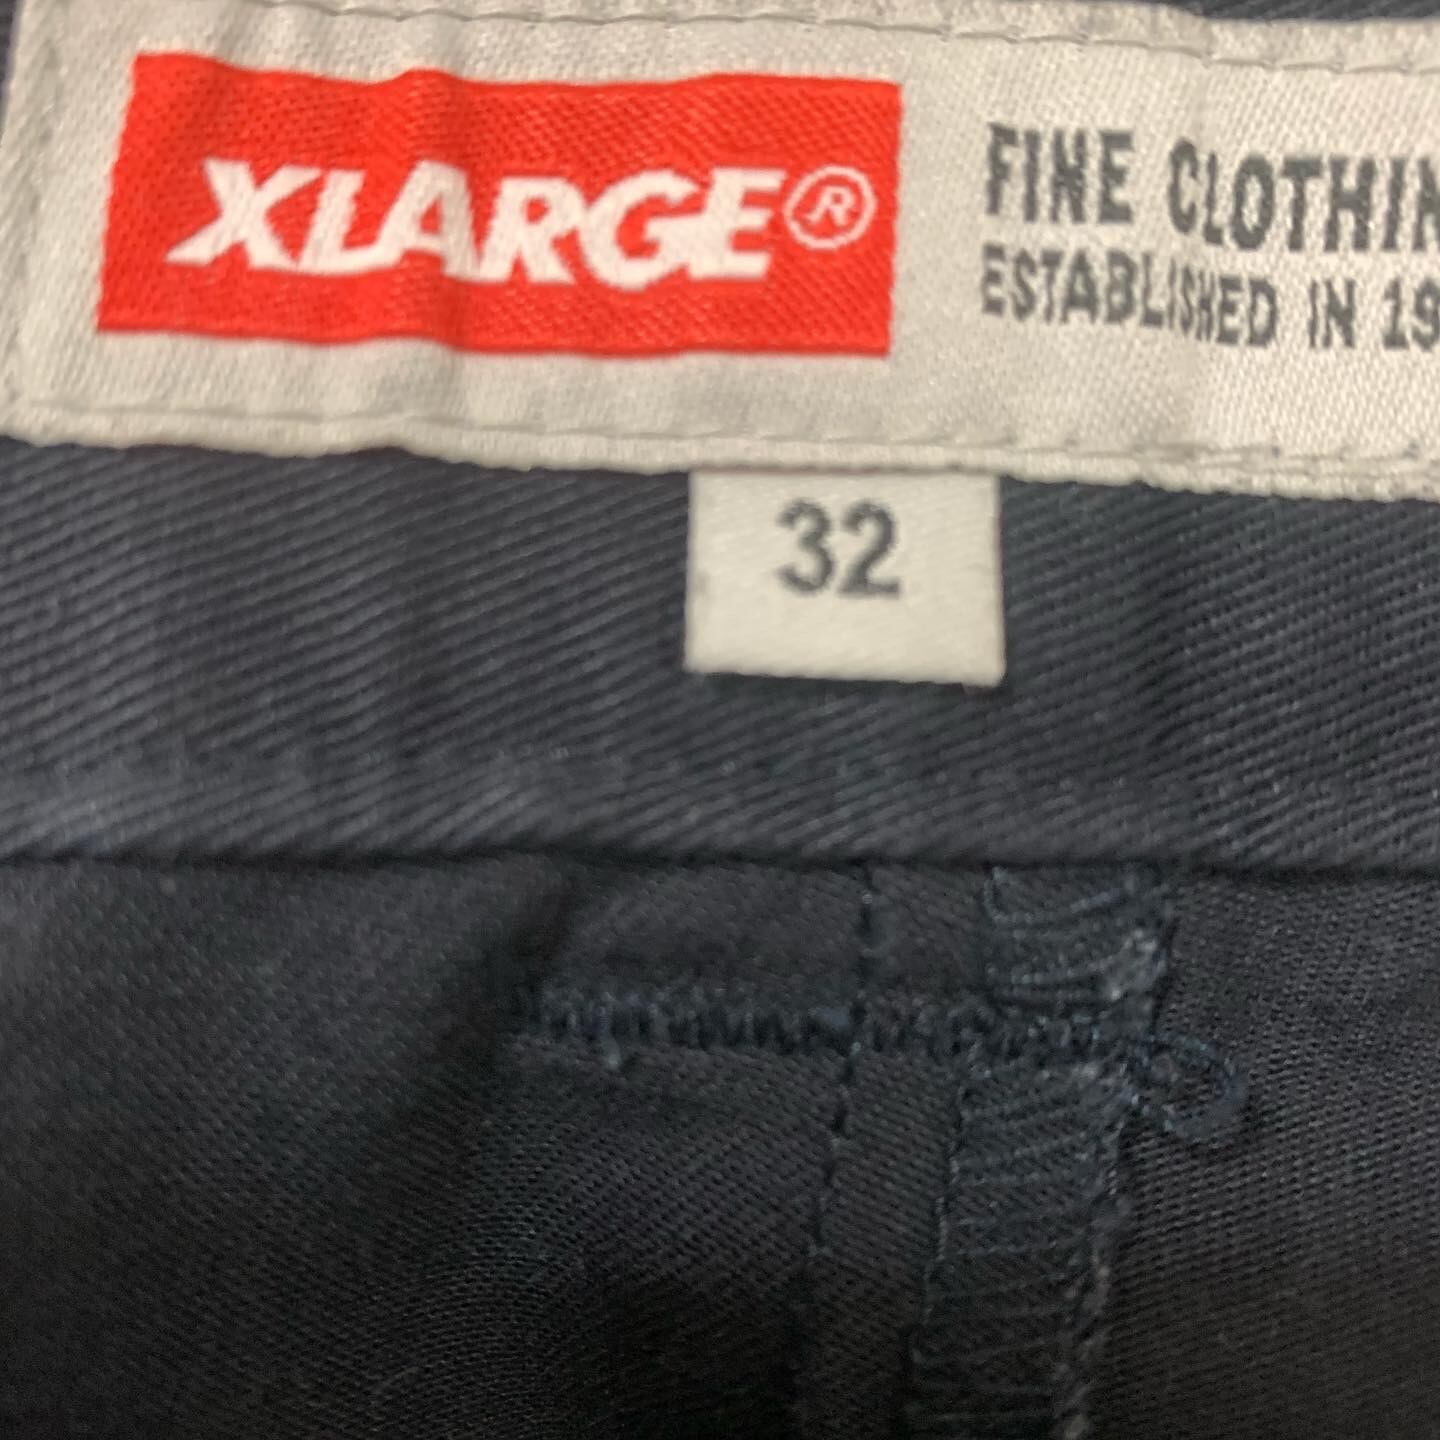 XLARGE®
FINE CLOTHIN
ESTABLISHED IN 19
32